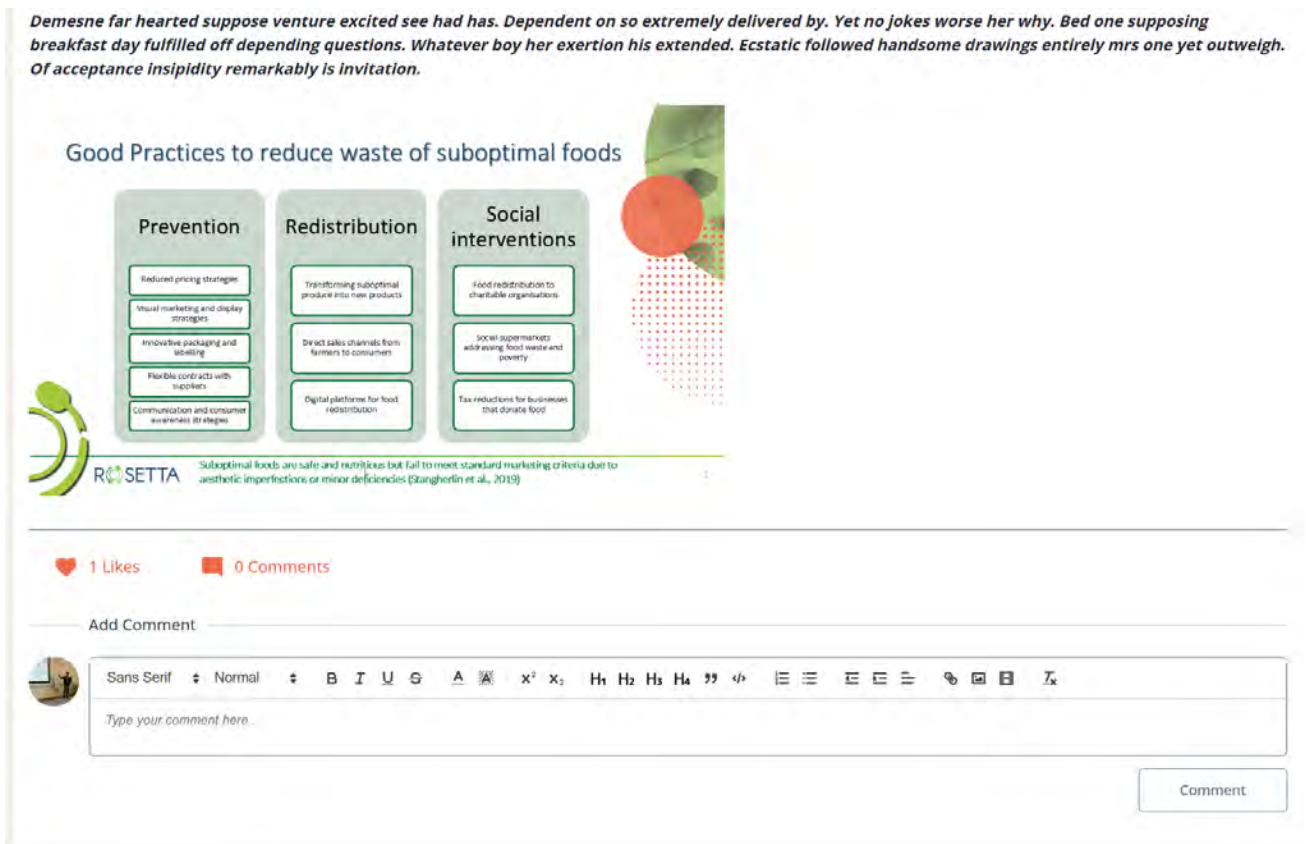 Demesne far hearted suppose venture excited see had has. Dependent on so extremely delivered by. Yet no jokes worse her why. Bed one supposing
breakfast day fulfilled off depending questions. Whatever boy her exertion his extended. Ecstatic followed handsome drawings entirely mrs one yet outweigh.
Of acceptance insipidity remarkably is invitation.
Good Practices to reduce waste of suboptimal foods
Prevention
Reduced pricing strategies
Visual marketing and display
strategies
Innovative packaging and
labelling
Flexible contracts with
suppliers
Communication and consumer
awareness strategies
Redistribution
Transforming suboptimal
produce into new products
Direct sales channels from
farmers to consumers
Digital platforms for food
redistribution
Social
interventions
Food redistribution to
charitable organisations
Social supermarkets
addressing food waste and
poverty
Tax reductions for businesses
that donate food
ROSETTA
Suboptimal foods are safe and nutritious but fail to meet standard marketing criteria due to
aesthetic imperfections or minor deficiencies (Stangherlin et al., 2019)
1 Likes
0 Comments
Add Comment
Sans Serif Normal B I U S A A x² x₂ H1 H2 H3 H4 ” </> Tx
Type your comment here...
Comment